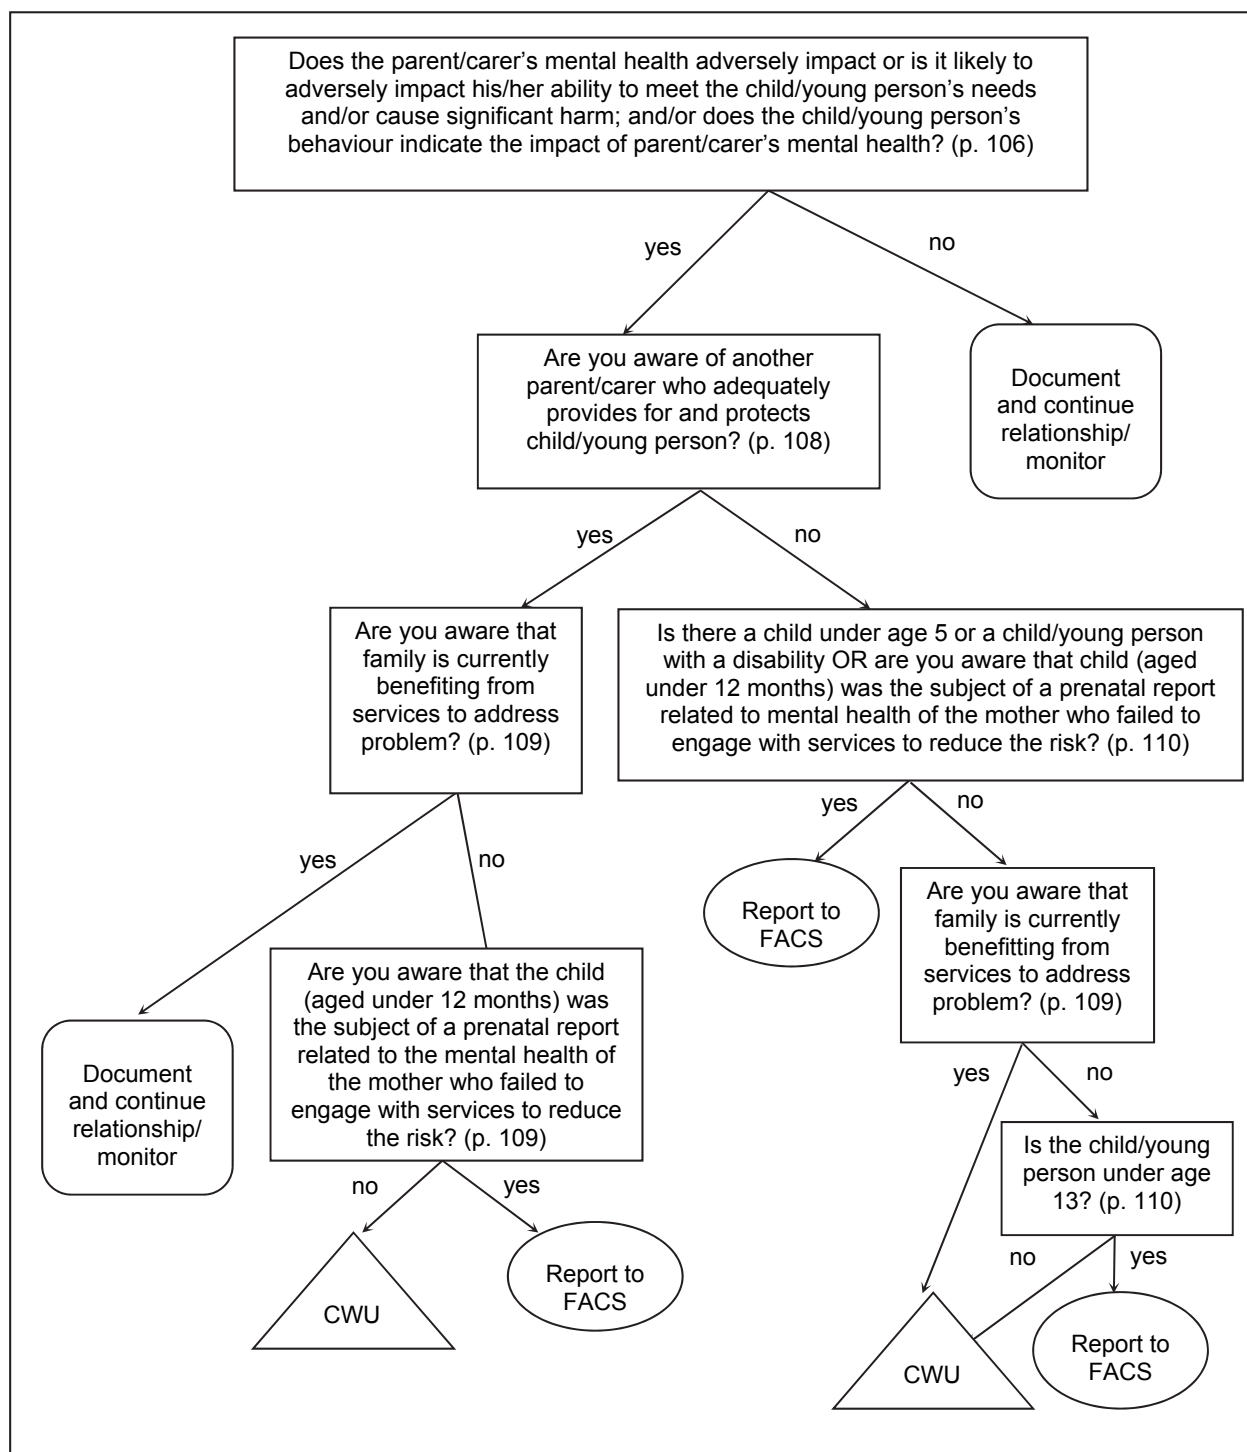 Does the parent/carer’s mental health adversely impact or is it likely to
adversely impact his/her ability to meet the child/young person’s needs
and/or cause significant harm; and/or does the child/young person’s
behaviour indicate the impact of parent/carer’s mental health? (p. 106)
yes
no
Are you aware of another
parent/carer who adequately
provides for and protects
child/young person? (p. 108)
Document
and continue
relationship/
monitor
yes
no
Are you aware that
family is currently
benefiting from
services to address
problem? (p. 109)
Is there a child under age 5 or a child/young person
with a disability OR are you aware that child (aged
under 12 months) was the subject of a prenatal report
related to mental health of the mother who failed to
engage with services to reduce the risk? (p. 110)
yes
no
yes
no
Report to
FACS
Are you aware that
family is currently
benefitting from
services to address
problem? (p. 109)
Are you aware that the child
(aged under 12 months) was
the subject of a prenatal report
related to the mental health of
the mother who failed to
engage with services to reduce
the risk? (p. 109)
Document
and continue
relationship/
monitor
yes
no
Is the child/young
person under age
13? (p. 110)
no
yes
CWU
Report to
FACS
no
yes
CWU
Report to
FACS